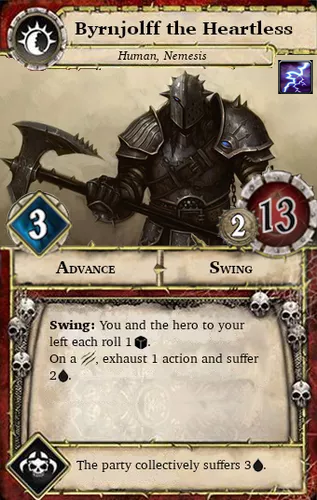 Byrnjolff the Heartless
Human, Nemesis
3
2
13
ADVANCE
SWING
Swing: You and the hero to your
left each roll 1 .
On a , exhaust 1 action and suffer
2 .
The party collectively suffers 3 .